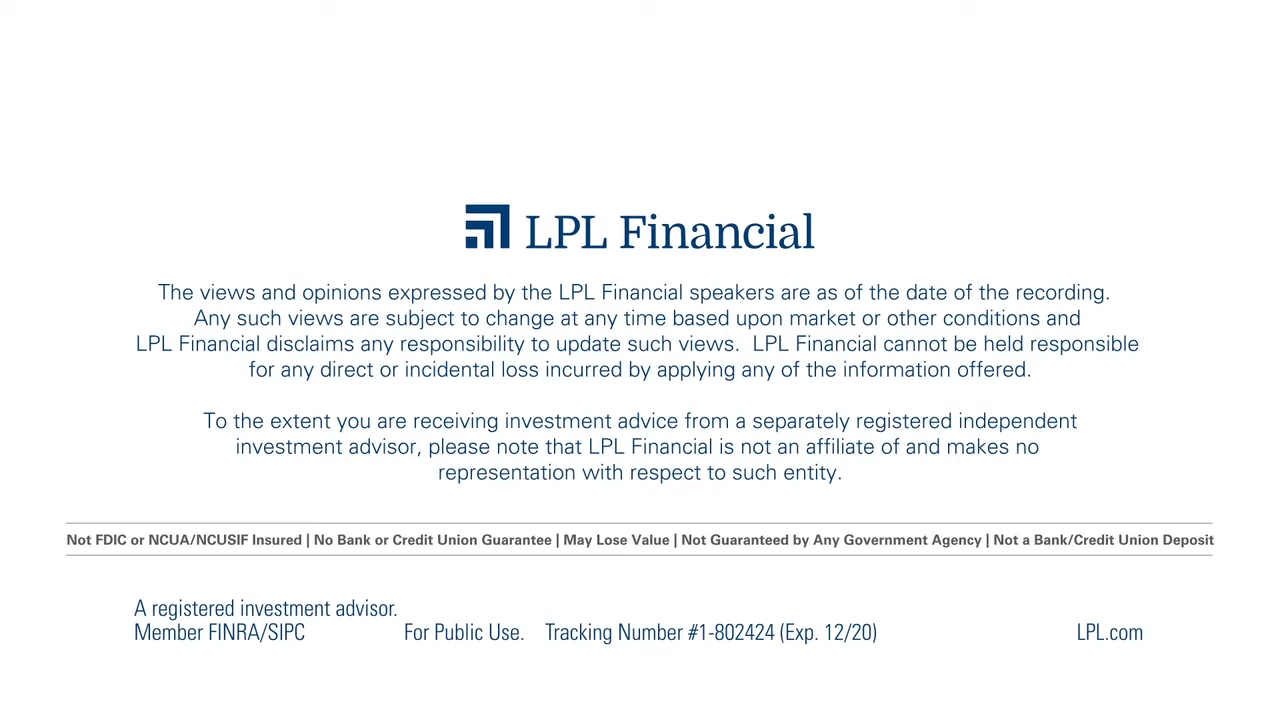 LPL Financial
The views and opinions expressed by the LPL Financial speakers are as of the date of the recording.
Any such views are subject to change at any time based upon market or other conditions and
LPL Financial disclaims any responsibility to update such views.  LPL Financial cannot be held responsible
for any direct or incidental loss incurred by applying any of the information offered.
To the extent you are receiving investment advice from a separately registered independent
investment advisor, please note that LPL Financial is not an affiliate of and makes no
representation with respect to such entity.
Not FDIC or NCUA/NCUSIF Insured | No Bank or Credit Union Guarantee | May Lose Value | Not Guaranteed by Any Government Agency | Not a Bank/Credit Union Deposit
A registered investment advisor.
Member FINRA/SIPC For Public Use. Tracking Number #1-802424 (Exp. 12/20) LPL.com